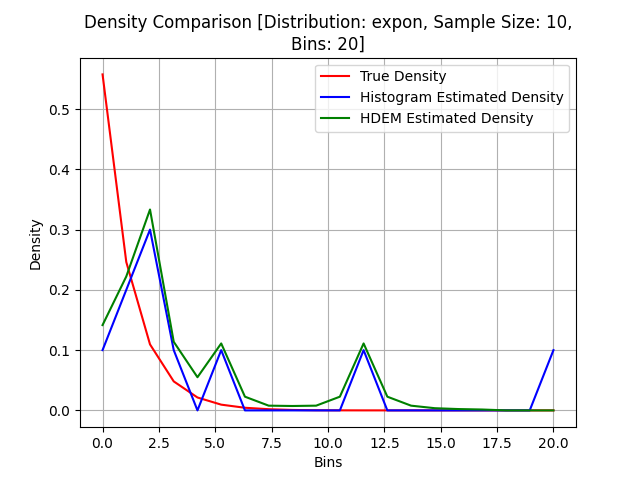 Density Comparison [Distribution: expon, Sample Size: 10,
Bins: 20]
True Density
Histogram Estimated Density
HDEM Estimated Density
Density
0.5
0.4
0.3
0.2
0.1
0.0
0.0 2.5 5.0 7.5 10.0 12.5 15.0 17.5 20.0
Bins